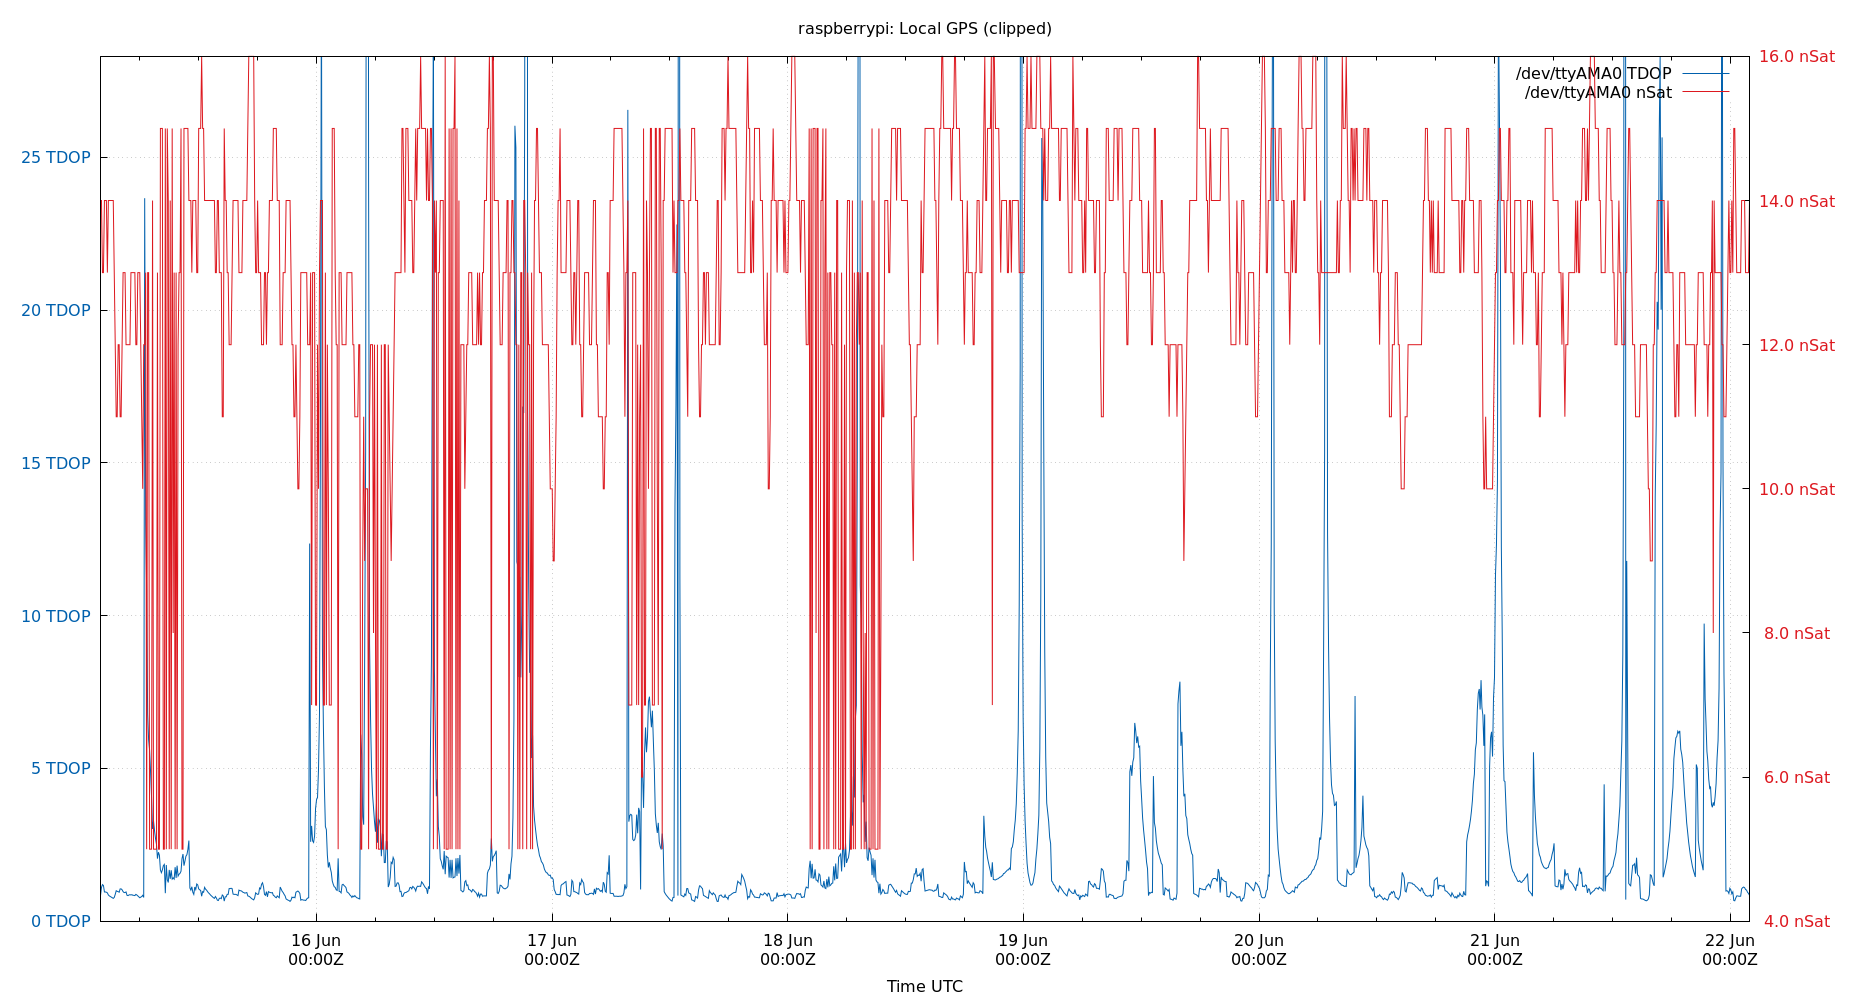 raspberrypi: Local GPS (clipped)
16.0 nSat
/dev/ttyAMA0 TDOP
/dev/ttyAMA0 nSat
25 TDOP
14.0 nSat
20 TDOP
12.0 nSat
15 TDOP
10.0 nSat
10 TDOP
8.0 nSat
5 TDOP
6.0 nSat
0 TDOP
4.0 nSat
16 Jun 17 Jun 18 Jun 19 Jun 20 Jun 21 Jun 22 Jun
00:00Z 00:00Z 00:00Z 00:00Z 00:00Z 00:00Z 00:00Z
Time UTC